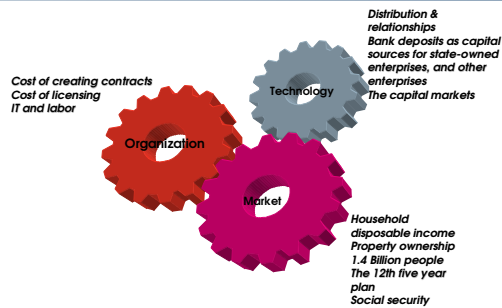 Distribution &
relationships
Bank deposits as capital
sources for state-owned
enterprises, and other
enterprises
The capital markets
Technology
Cost of creating contracts
Cost of licensing
IT and labor
Organization
Market
Household
disposable income
Property ownership
1.4 Billion people
The 12th five year
plan
Social security